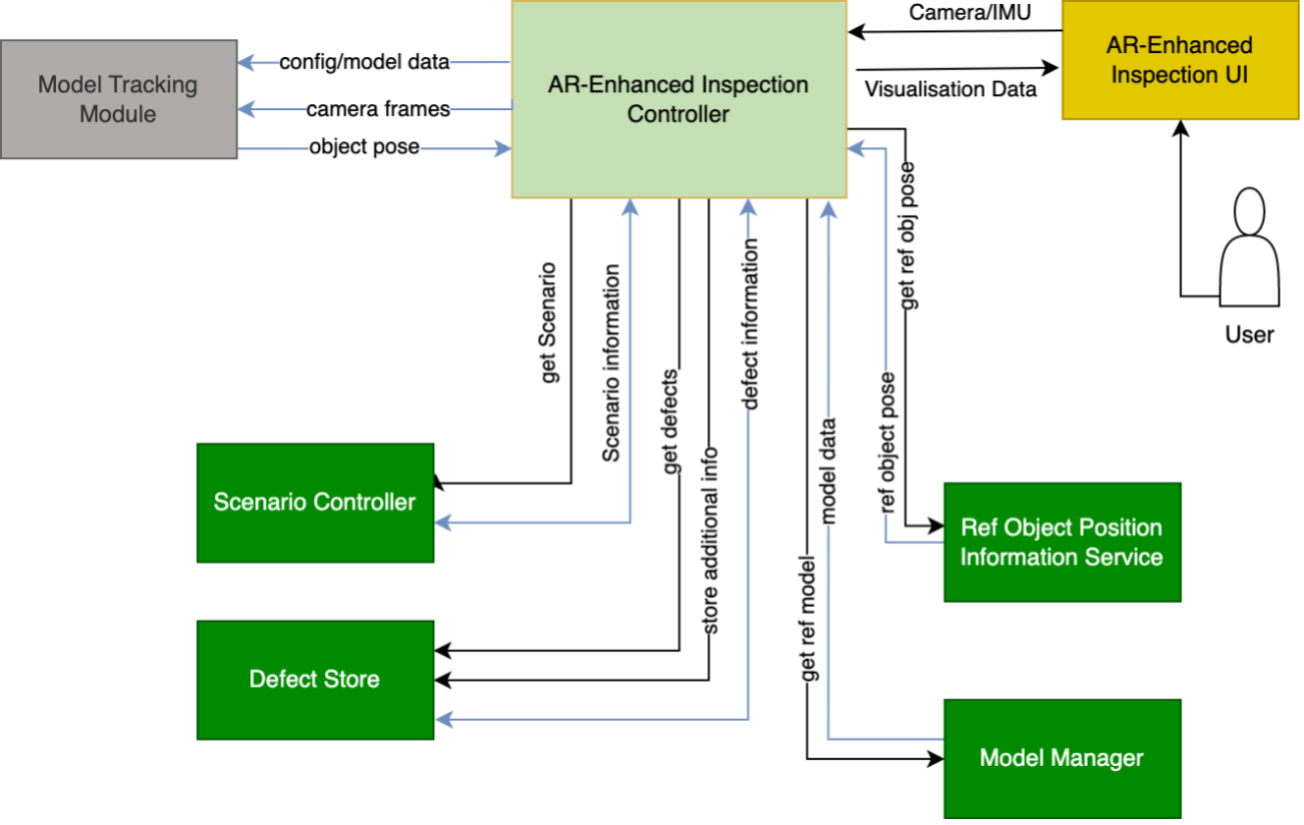 Camera/IMU
AR-Enhanced
Inspection UI
config/model data
Model Tracking
Module
AR-Enhanced Inspection
Controller
Visualisation Data
camera frames
object pose
get ref obj pose
get Scenario
Scenario information
get defects
store additional info
defect information
get ref model
model data
ref object pose
User
Scenario Controller
Ref Object Position
Information Service
Defect Store
Model Manager